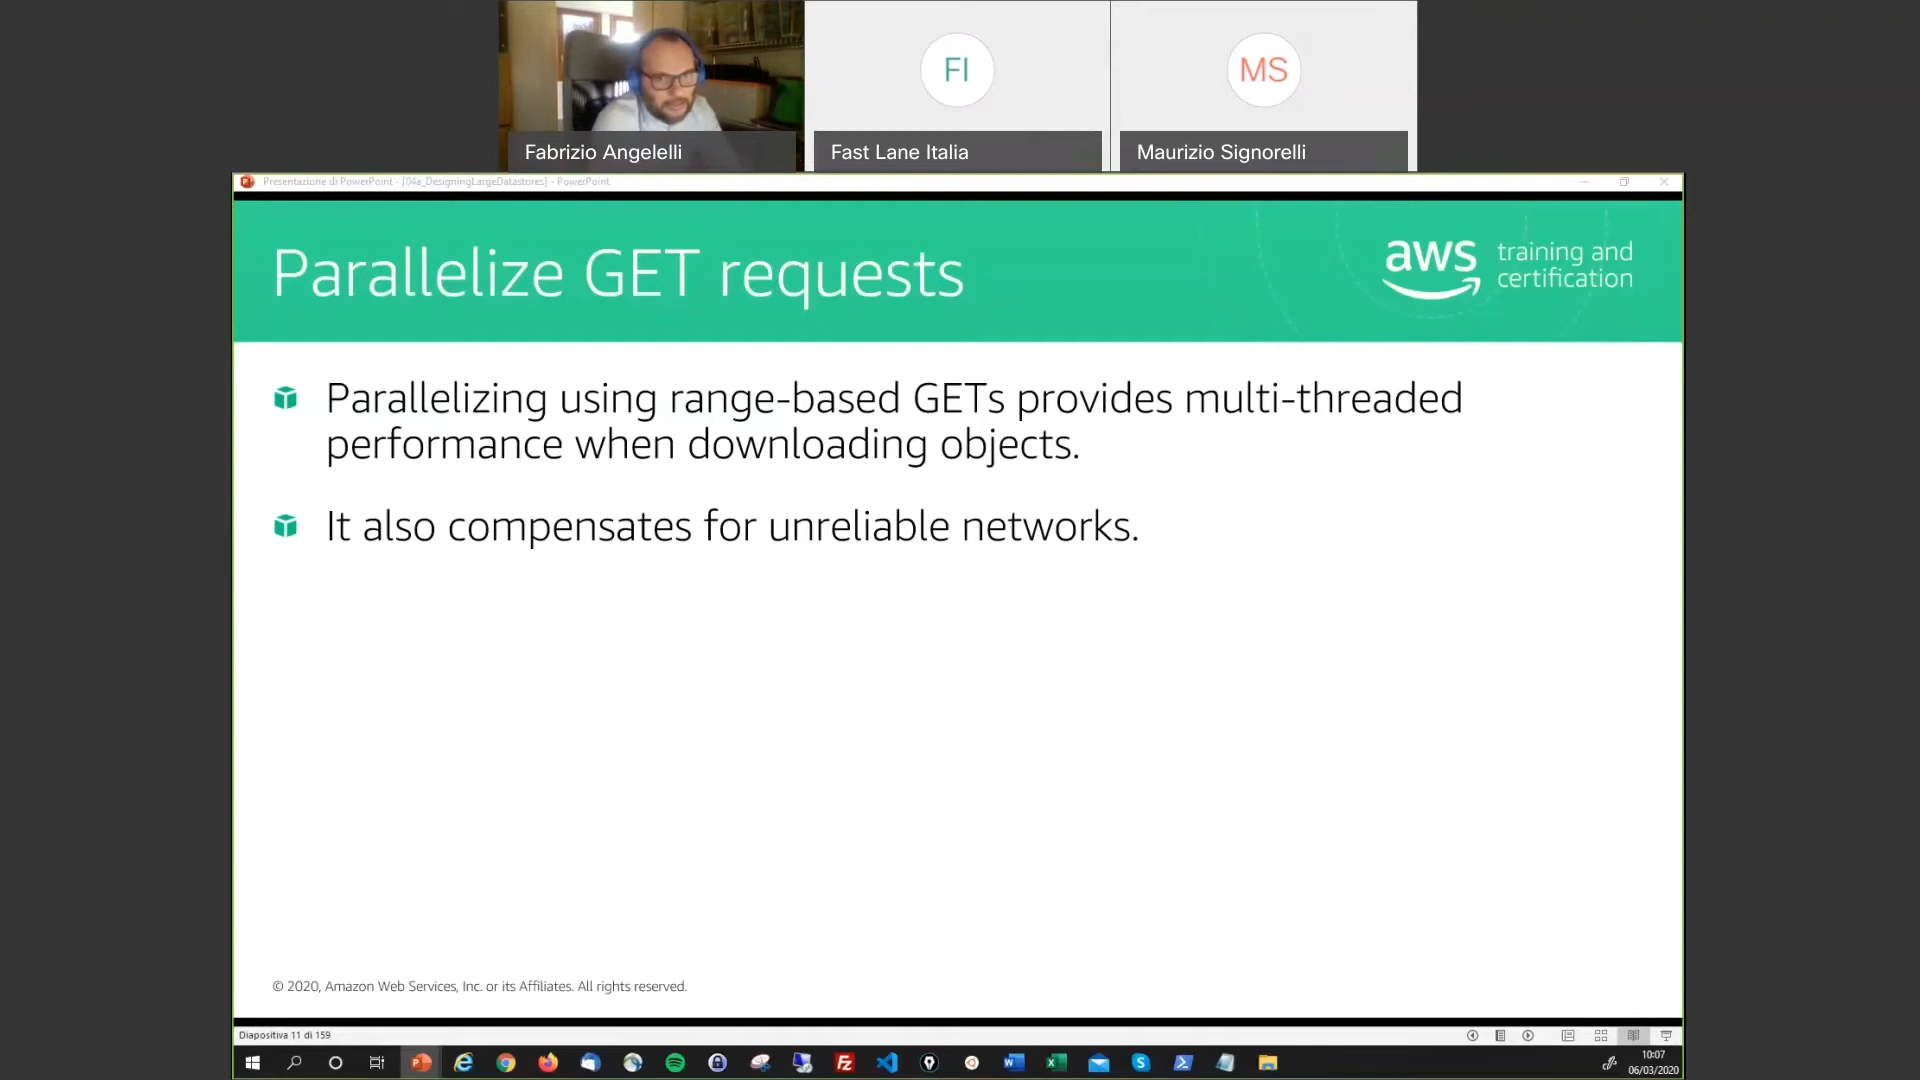 FI
MS
Fabrizio Angelelli
Fast Lane Italia
Maurizio Signorelli
Presentazione di PowerPoint - [04a_DesigningLargeDatastores] - PowerPoint
Parallelize GET requests
aws
training and
certification
Parallelizing using range-based GETs provides multi-threaded
performance when downloading objects.
It also compensates for unreliable networks.
© 2020, Amazon Web Services, Inc. or its Affiliates. All rights reserved.
Diapositiva 11 di 159
10:07
06/03/2020